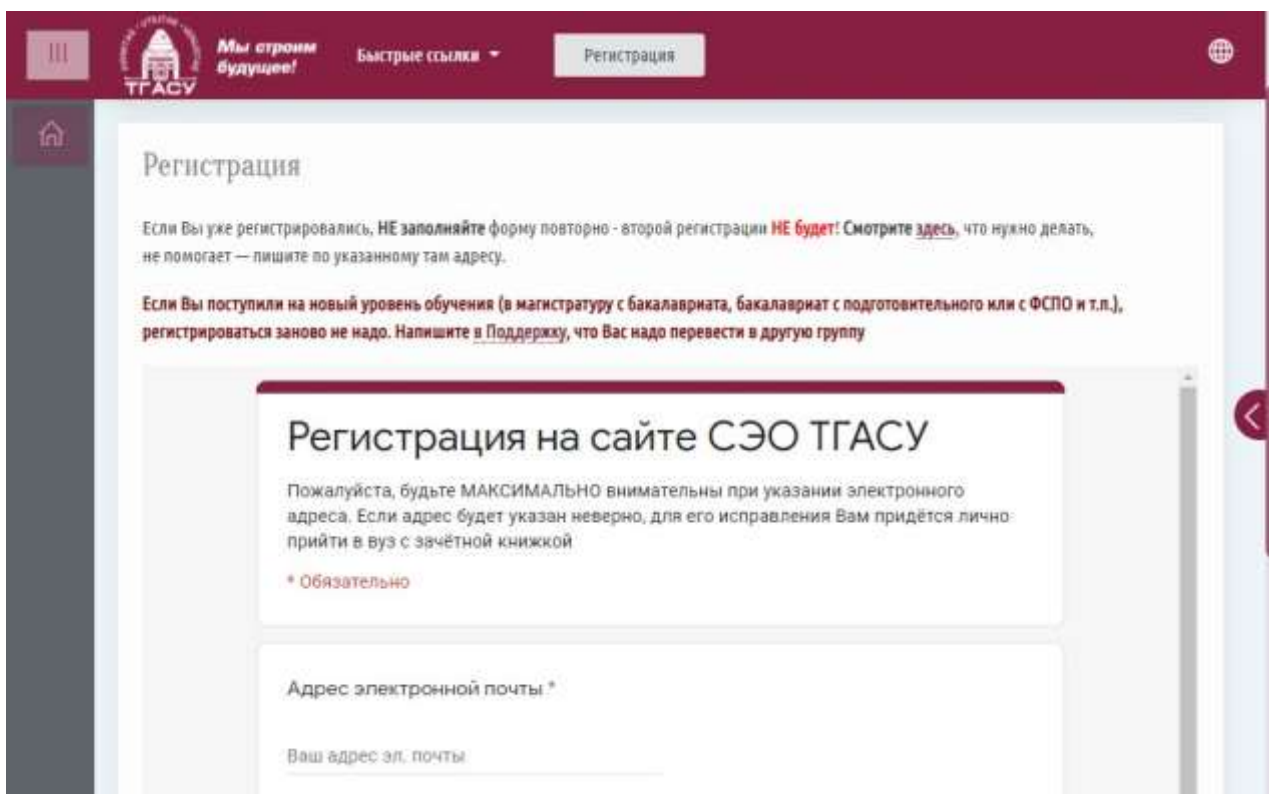 Мы строим
будущее!
Быстрые ссылки
Регистрация
ТГАСУ
Регистрация
Если Вы уже регистрировались, НЕ заполняйте форму повторно - второй регистрации НЕ будет! Смотрите здесь, что нужно делать,
не помогает — пишите по указанному там адресу.
Если Вы поступили на новый уровень обучения (в магистратуру с бакалавриата, бакалавриат с подготовительного или с ФСПО и т.п.),
регистрироваться заново не надо. Напишите в Поддержку, что Вас надо перевести в другую группу
Регистрация на сайте СЭО ТГАСУ
Пожалуйста, будьте МАКСИМАЛЬНО внимательны при указании электронного
адреса. Если адрес будет указан неверно, для его исправления Вам придётся лично
прийти в вуз с зачётной книжкой
* Обязательно
Адрес электронной почты *
Ваш адрес эл. почты